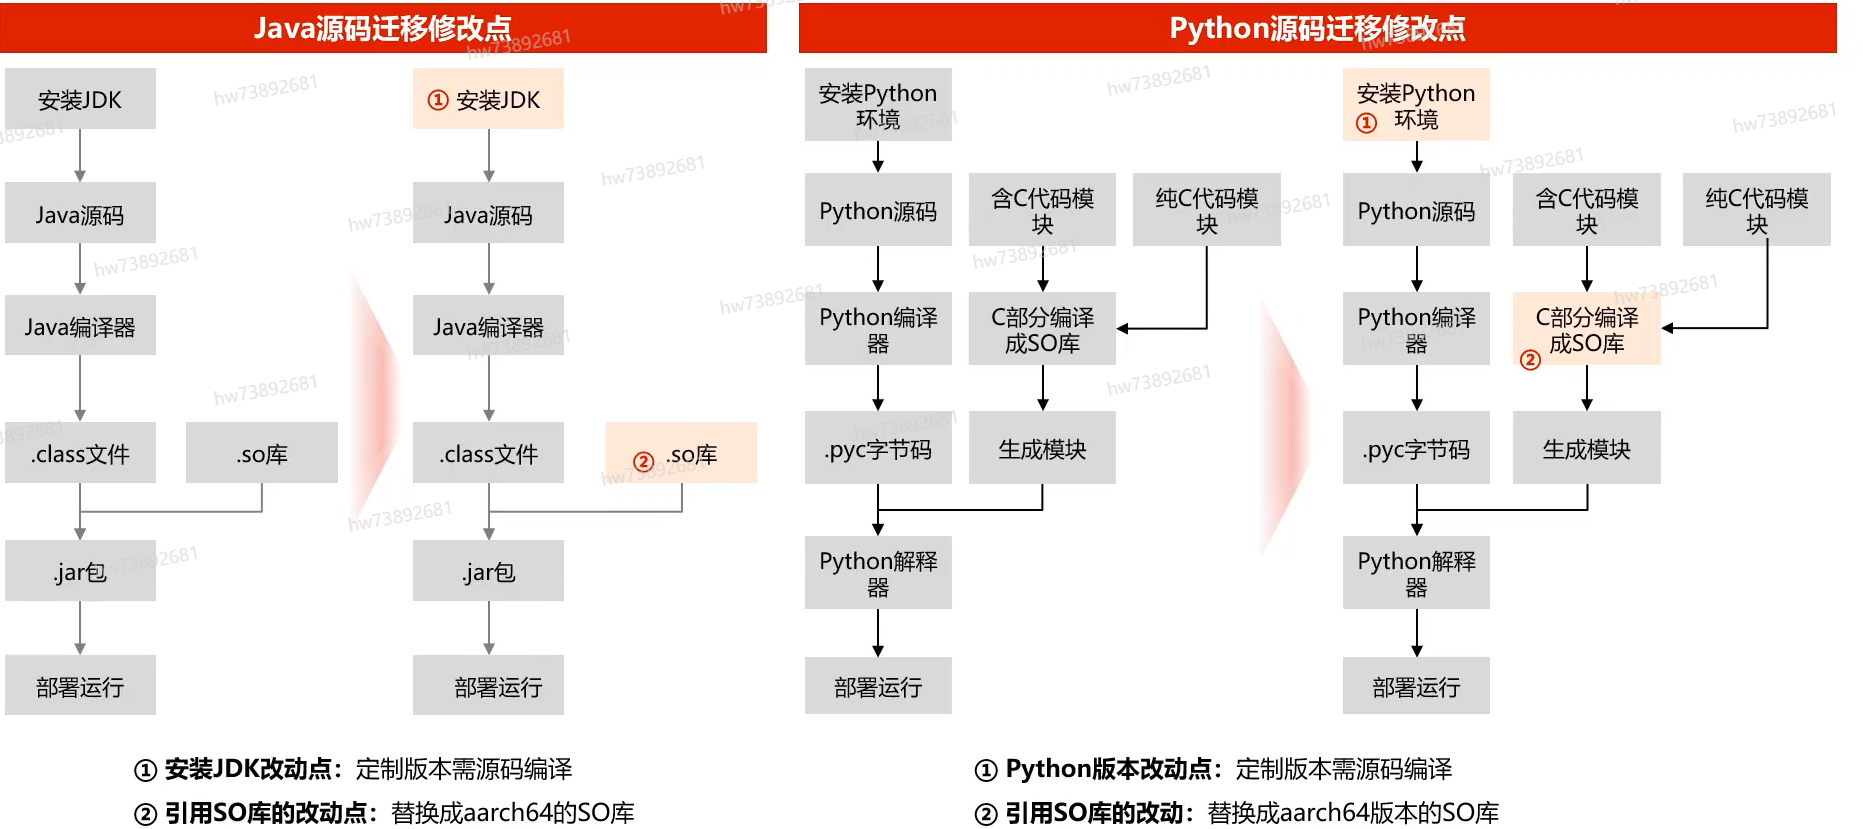 Java源码迁移修改点
安装JDK
Java源码
Java编译器
.class文件
.so库
.jar包
部署运行
① 安装JDK
Java源码
Java编译器
.class文件
② .so库
.jar包
部署运行
① 安装JDK改动点：定制版本需源码编译
② 引用SO库的改动点：替换成aarch64的SO库
Python源码迁移修改点
安装Python
环境
Python源码
含C代码模
块
纯C代码模
块
Python编译
器
C部分编译
成SO库
.pyc字节码
生成模块
Python解释
器
部署运行
安装Python
① 环境
Python源码
含C代码模
块
纯C代码模
块
Python编译
器
C部分编译
成SO库
②
.pyc字节码
生成模块
Python解释
器
部署运行
① Python版本改动点：定制版本需源码编译
② 引用SO库的改动：替换成aarch64版本的SO库
hw73892681